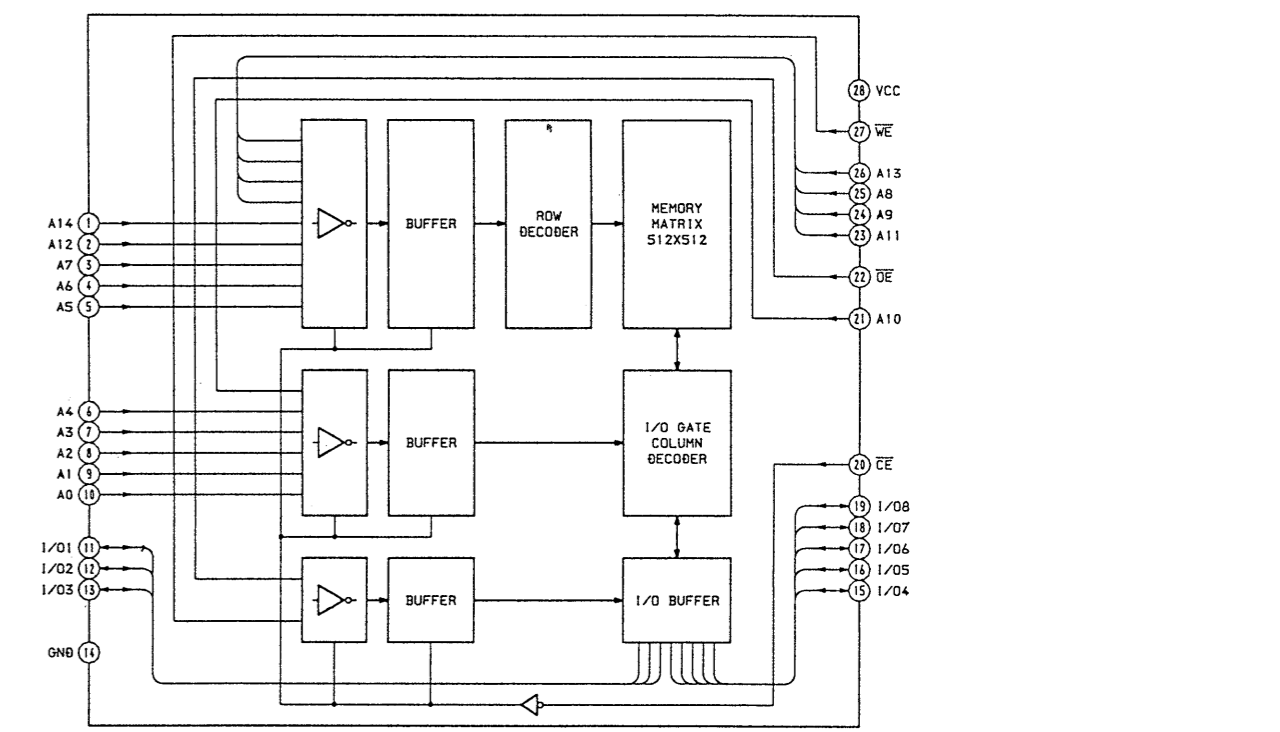 28 VCC
27 WE
26 A13
25 A8
24 A9
23 A11
22 OE
21 A10
A14 1
A12 2
A7 3
A6 4
A5 5
BUFFER
ROW
DECODER
MEMORY
MATRIX
512X512
A4 6
A3 7
A2 8
A1 9
A0 10
BUFFER
I/O GATE
COLUMN
DECODER
20 CE
19 I/O8
18 I/O7
17 I/O6
16 I/O5
15 I/O4
I/O1 11
I/O2 12
I/O3 13
BUFFER
I/O BUFFER
GND 14